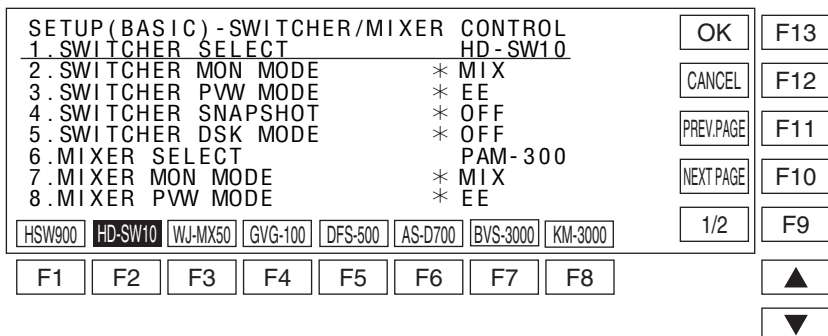 SETUP(BASIC)-SWITCHER/MIXER CONTROL
1.SWITCHER SELECT HD-SW10
2.SWITCHER MON MODE *MIX
3.SWITCHER PVW MODE *EE
4.SWITCHER SNAPSHOT *OFF
5.SWITCHER DSK MODE *OFF
6.MIXER SELECT PAM-300
7.MIXER MON MODE *MIX
8.MIXER PVW MODE *EE
OK F13
CANCEL F12
PREV.PAGE F11
NEXT PAGE F10
1/2 F9
HSW900 HD-SW10 WJ-MX50 GVG-100 DFS-500 AS-D700 BVS-3000 KM-3000
F1 F2 F3 F4 F5 F6 F7 F8
▲
▼